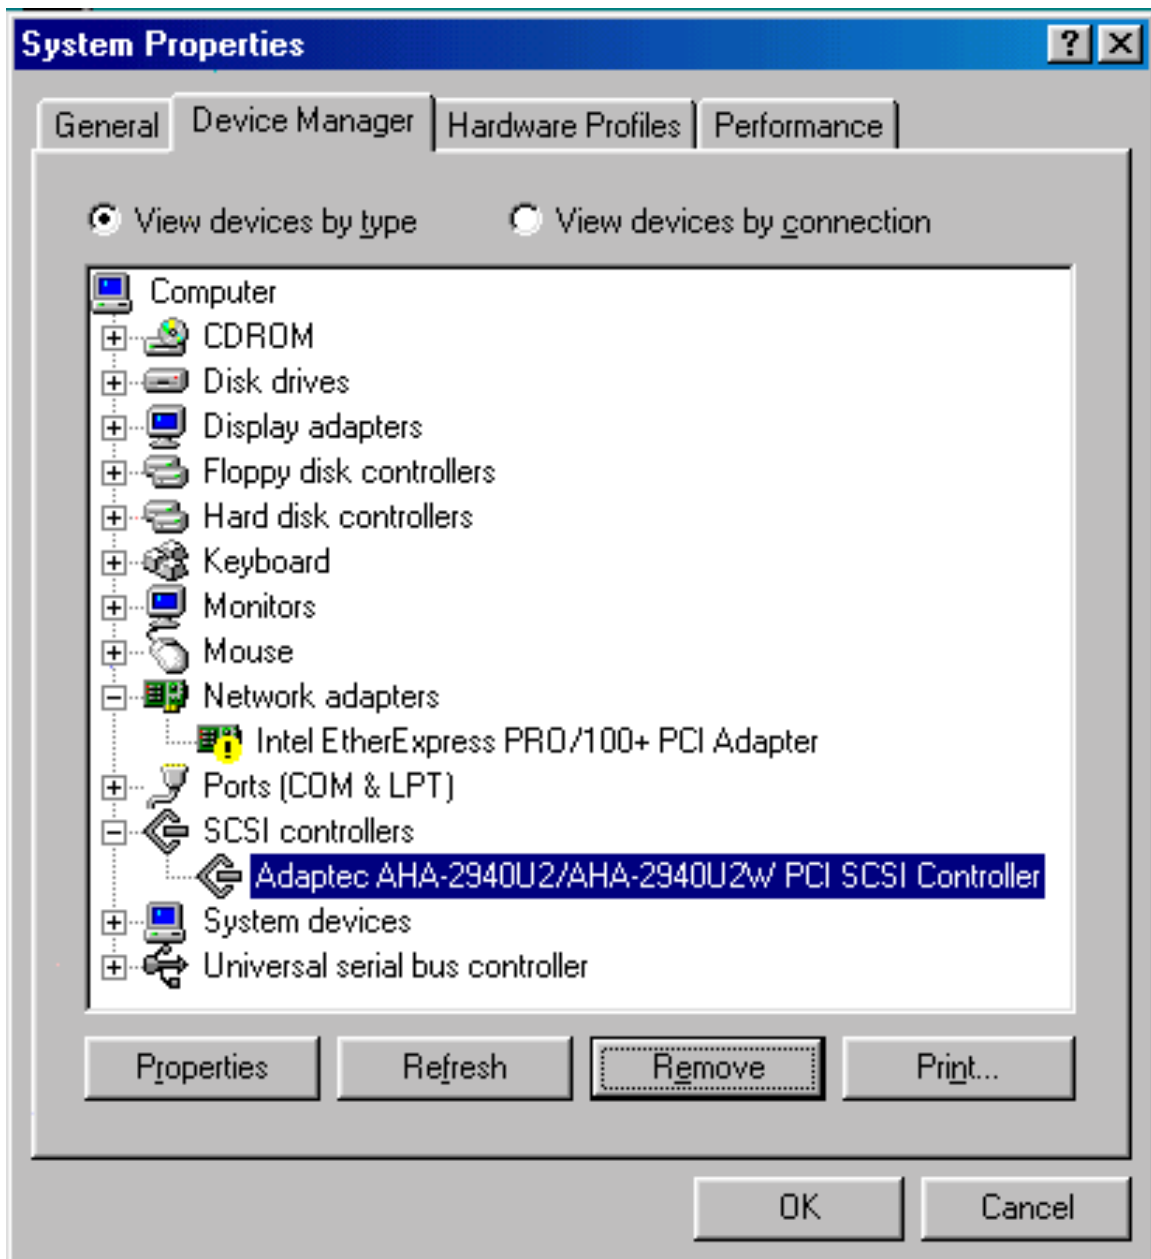 System Properties
General Device Manager Hardware Profiles Performance
View devices by type View devices by connection
Computer
CDROM
Disk drives
Display adapters
Floppy disk controllers
Hard disk controllers
Keyboard
Monitors
Mouse
Network adapters
Intel EtherExpress PRO/100+ PCI Adapter
Ports (COM & LPT)
SCSI controllers
Adaptec AHA-2940U2/AHA-2940U2W PCI SCSI Controller
System devices
Universal serial bus controller
Properties Refresh Remove Print...
OK Cancel